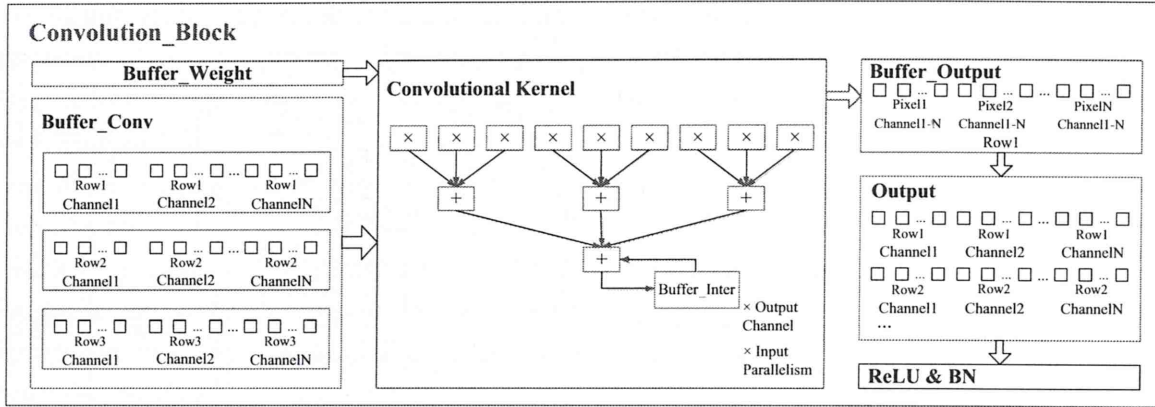 Convolution_Block
Buffer_Weight
Buffer_Conv
... ... ...
Row1 Row1 Row1
Channel1 Channel2 ChannelN
... ... ... ...
Row2 Row2 Row2
Channel1 Channel2 ChannelN
... ... ... ...
Row3 Row3 Row3
Channel1 Channel2 ChannelN
Convolutional Kernel
× × × × × × × × ×
+ + +
+
Buffer_Inter
× Output
Channel
× Input
Parallelism
Buffer_Output
... ... ... ...
Pixel1 Pixel2 PixelN
Channel1-N Channel1-N Channel1-N
Row1
Output
... ... ... ...
Row1 Row1 Row1
Channel1 Channel2 ChannelN
... ... ... ...
Row2 Row2 Row2
Channel1 Channel2 ChannelN
...
ReLU & BN